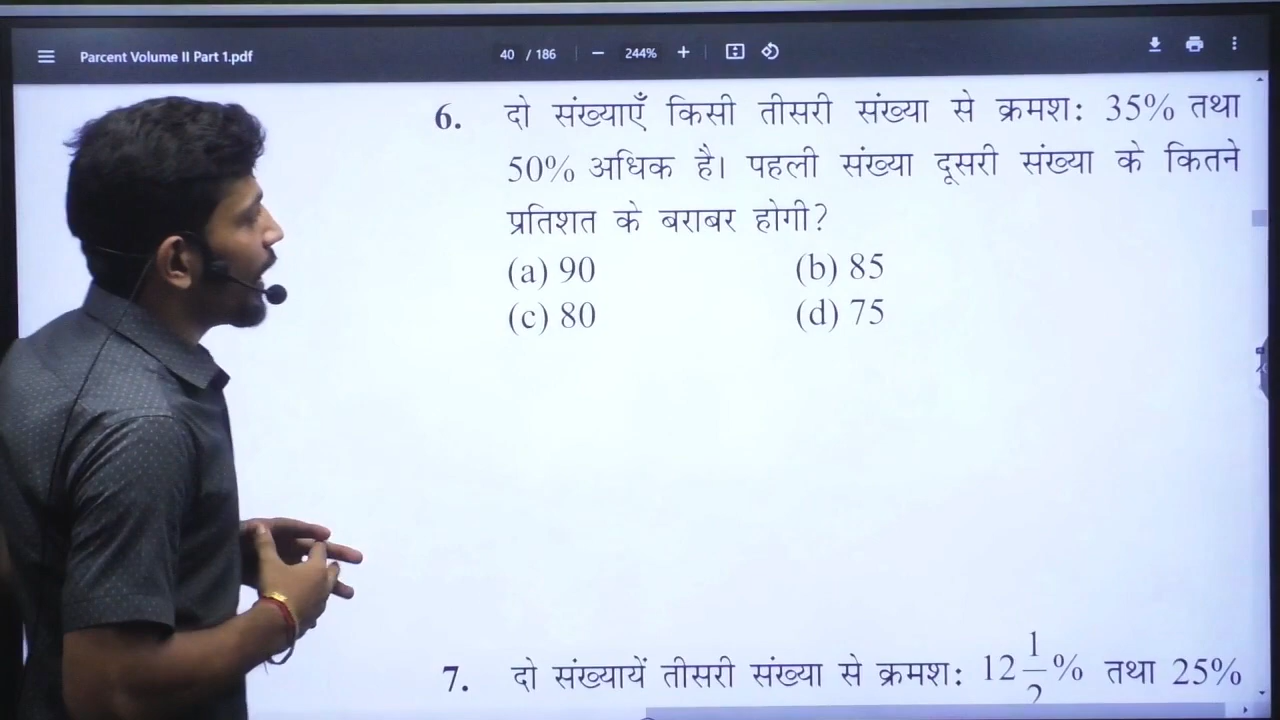 Parcent Volume II Part 1.pdf
40 / 186
244%
6. दो संख्याएँ किसी तीसरी संख्या से क्रमश: 35% तथा
50% अधिक है। पहली संख्या दूसरी संख्या के कितने
प्रतिशत के बराबर होगी?
(a) 90 (b) 85
(c) 80 (d) 75
7. दो संख्यायें तीसरी संख्या से क्रमश: 12 1/2 % तथा 25%